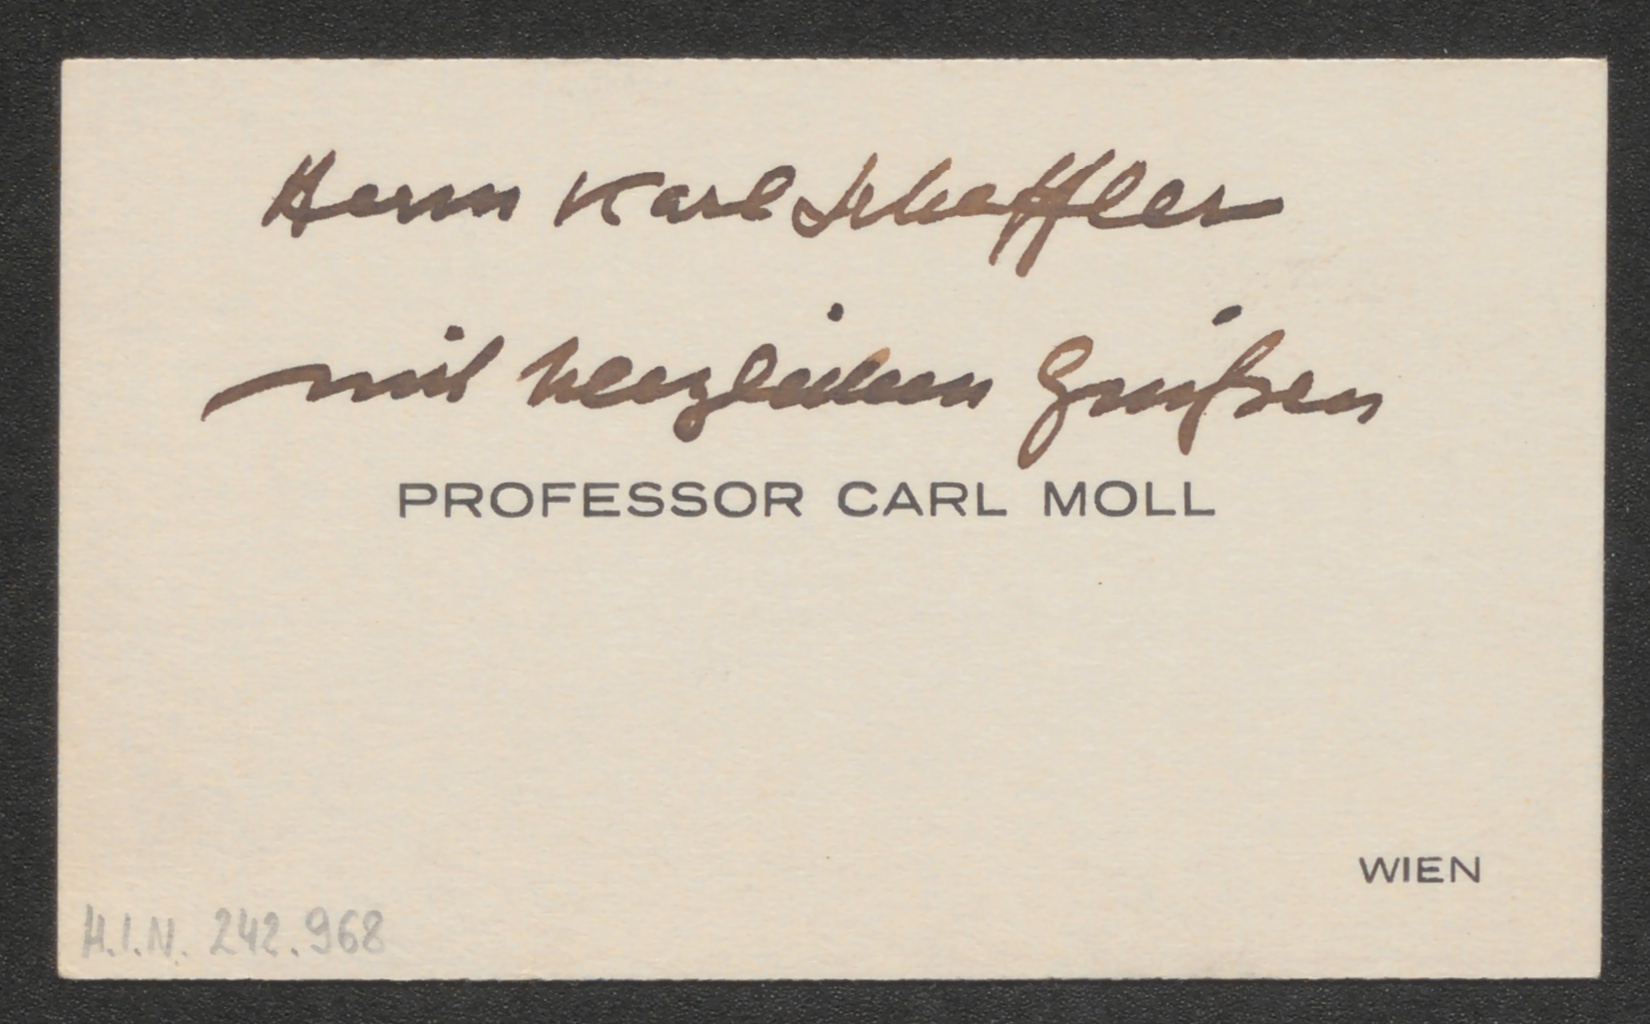 Herrn Karl Scheffler
mit herzlichen Grüßen
PROFESSOR CARL MOLL
WIEN
H.I.N. 242.968